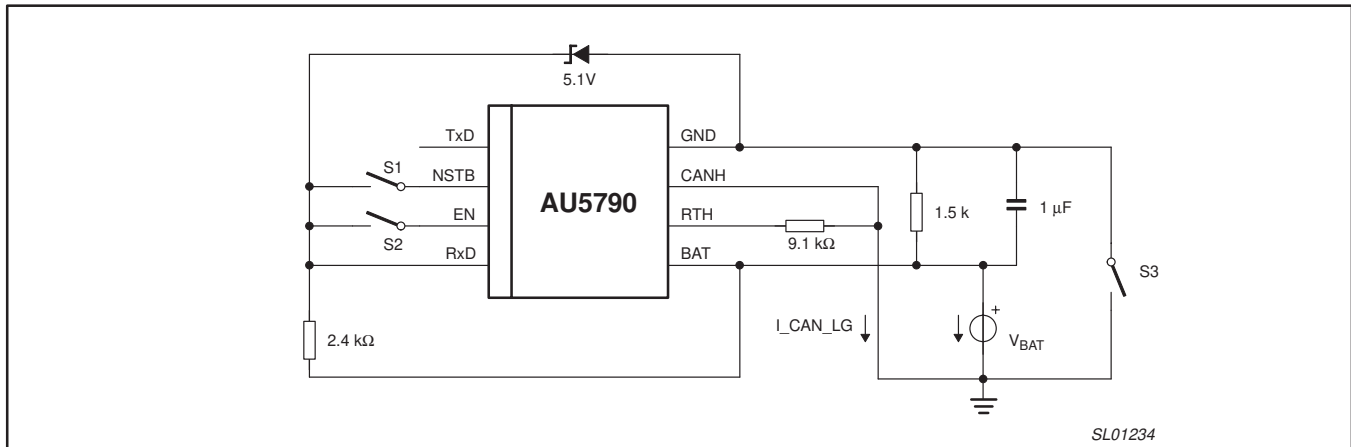 5.1V
TxD
GND
S1
NSTB
CANH
AU5790
EN
RTH
1.5 k
1 μF
S2
9.1 kΩ
RxD
BAT
S3
I_CAN_LG
+
2.4 kΩ
VBAT
SL01234